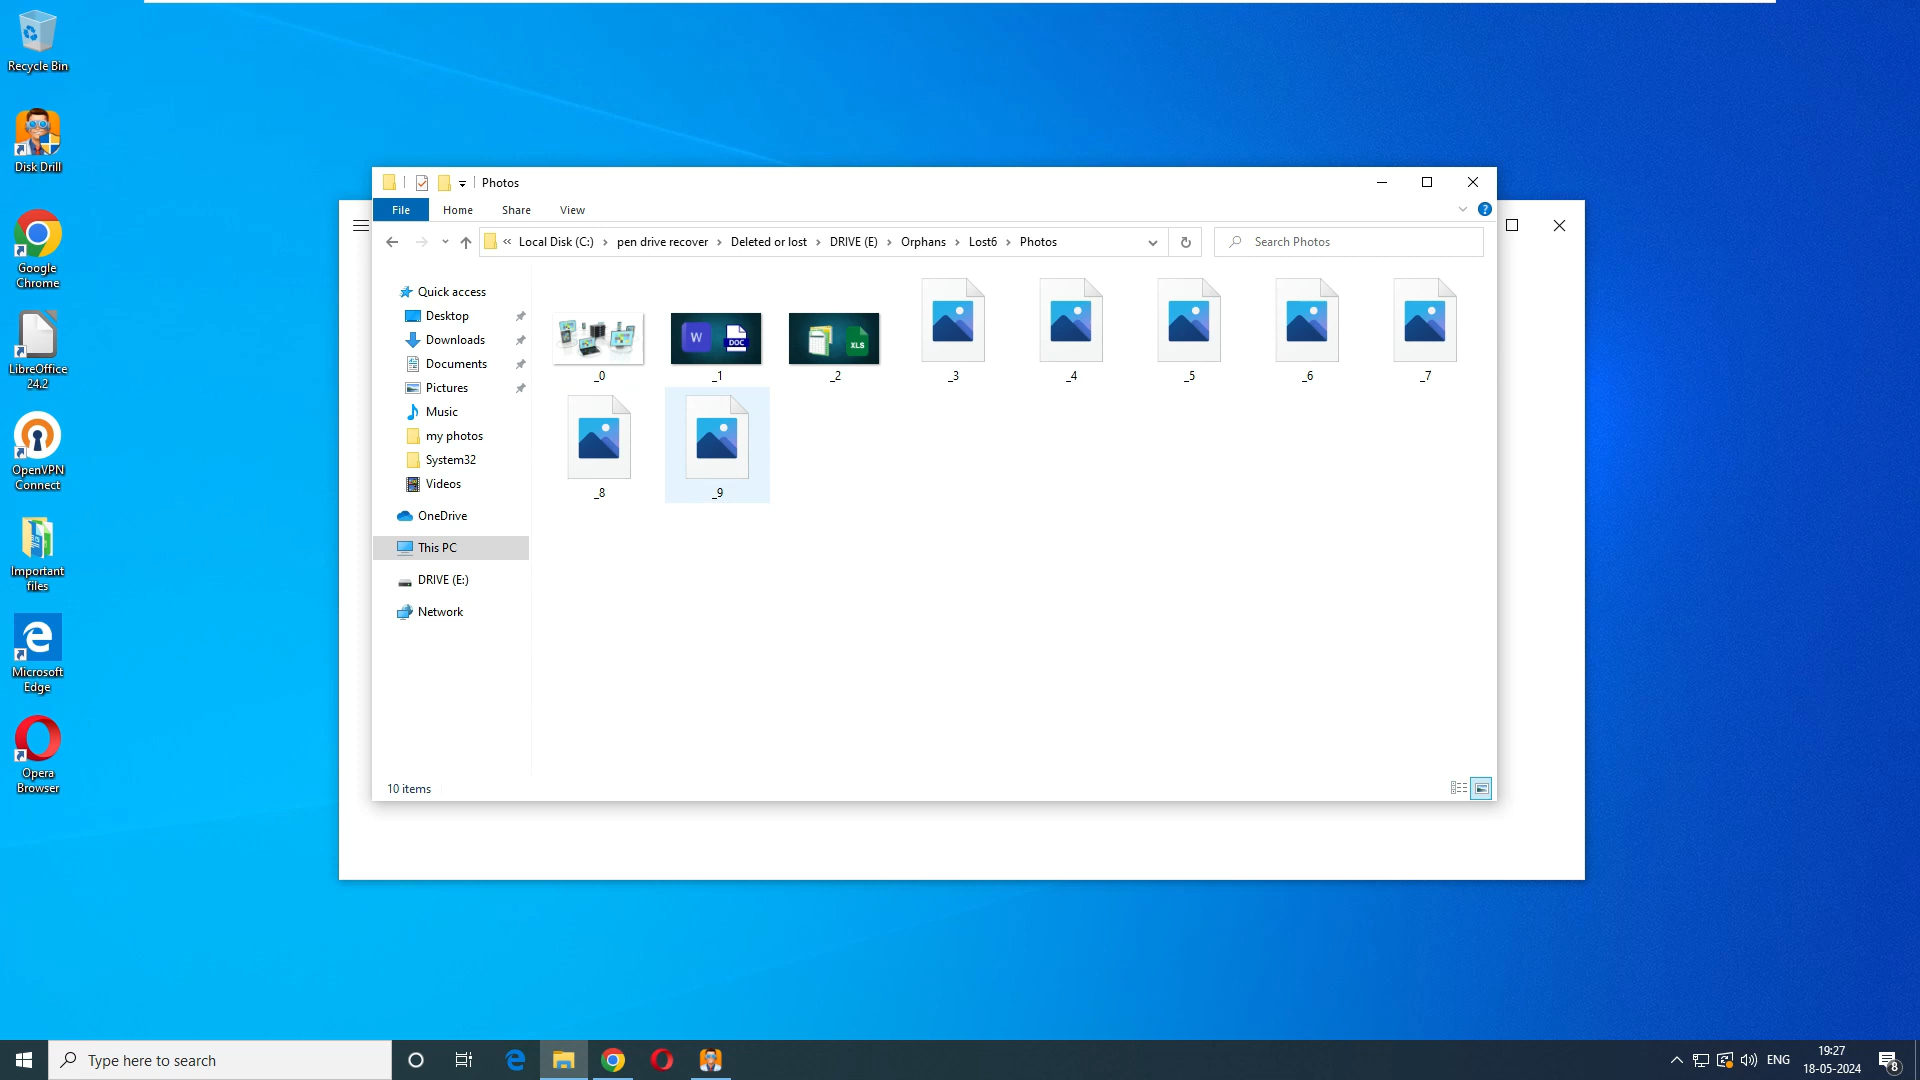 Recycle Bin
Disk Drill
Google
Chrome
LibreOffice
24.2
OpenVPN
Connect
Important
files
Microsoft
Edge
Opera
Browser
Photos
File Home Share View
« Local Disk (C:) › pen drive recover › Deleted or lost › DRIVE (E) › Orphans › Lost6 › Photos
Search Photos
Quick access
Desktop
Downloads
Documents
Pictures
Music
my photos
System32
Videos
OneDrive
This PC
DRIVE (E:)
Network
W DOC
XLS
_0 _1 _2 _3 _4 _5 _6 _7
_8 _9
10 items
Type here to search
ENG
19:27
18-05-2024
8